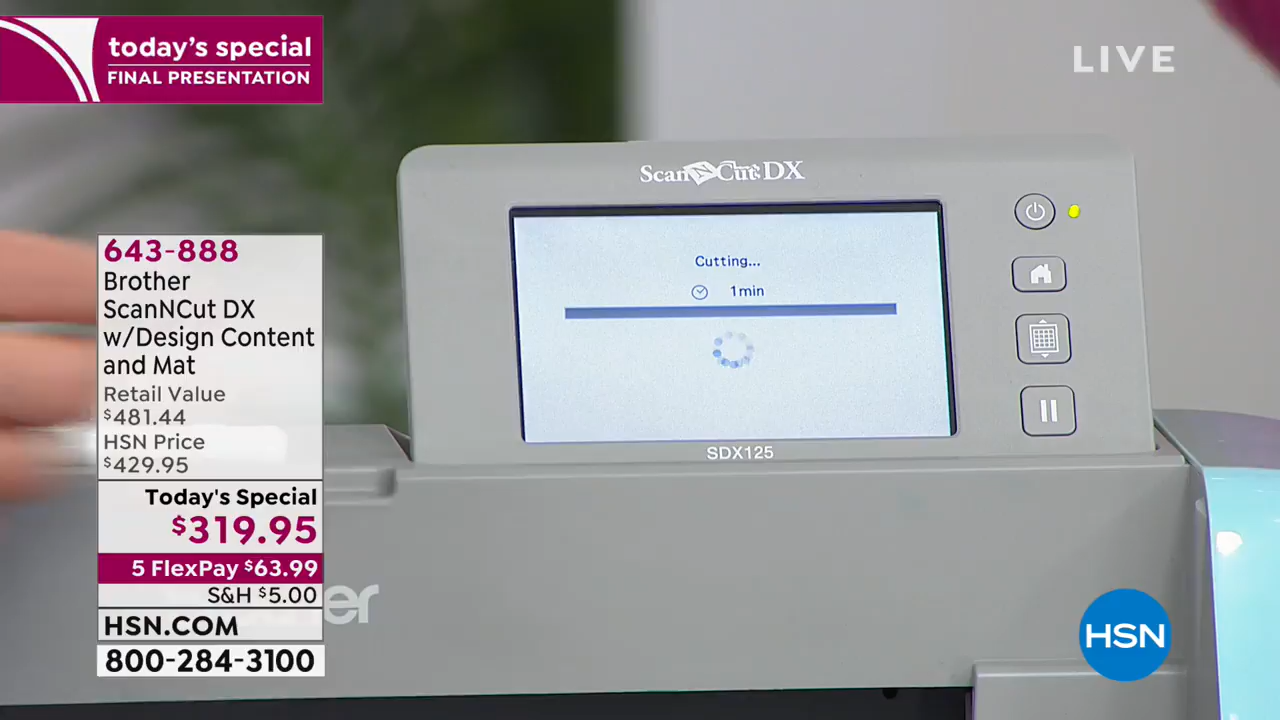 today's special
FINAL PRESENTATION
LIVE
643-888
Brother
ScanNCut DX
w/Design Content
and Mat
Retail Value
$481.44
HSN Price
$429.95
Today's Special
$319.95
5 FlexPay $63.99
S&H $5.00
HSN.COM
800-284-3100
ScanNCut DX
Cutting...
1min
SDX125
er
HSN